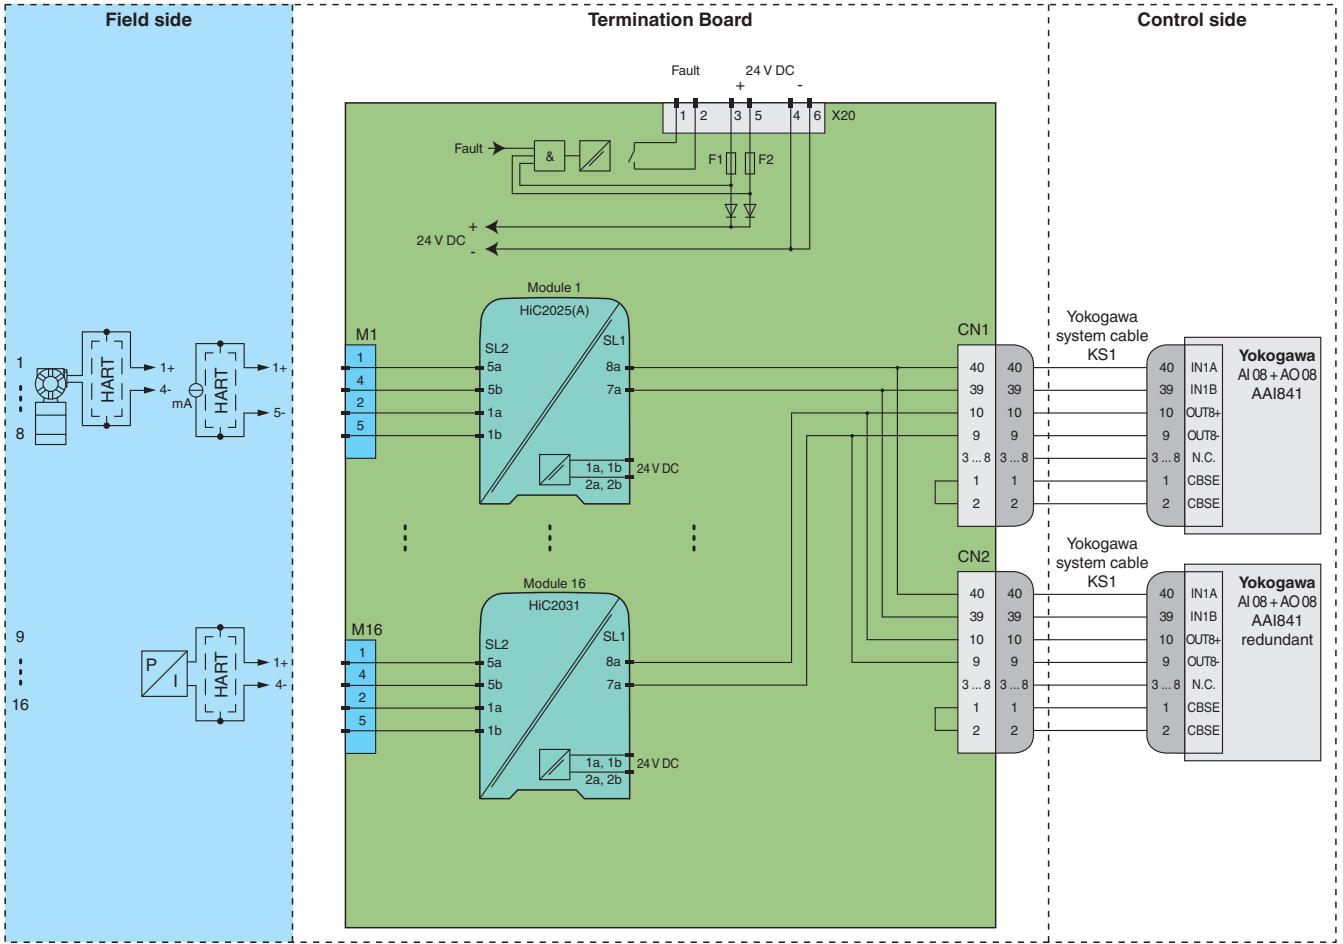 Field side
Termination Board
Control side
Fault
24 V DC
+ -
1 2 3 5 4 6 X20
Fault
&
F1 F2
+
24 V DC
-
Module 1
HiC2025(A)
SL2
SL1
5a
5b
1a
1b
8a
7a
1a, 1b
2a, 2b
24 V DC
M1
1
4
2
5
1
8
HART
1+
4-
mA
HART
1+
5-
CN1
40 40
39 39
10 10
9 9
3 ... 8 3 ... 8
1 1
2 2
Yokogawa
system cable
KS1
40 IN1A
39 IN1B
10 OUT8+
9 OUT8-
3 ... 8 N.C.
1 CBSE
2 CBSE
Yokogawa
AI 08 + AO 08
AAI841
Module 16
HiC2031
SL2
SL1
5a
5b
1a
1b
8a
7a
1a, 1b
2a, 2b
24 V DC
M16
1
4
2
5
9
16
P
I
HART
1+
4-
CN2
40 40
39 39
10 10
9 9
3 ... 8 3 ... 8
1 1
2 2
Yokogawa
system cable
KS1
40 IN1A
39 IN1B
10 OUT8+
9 OUT8-
3 ... 8 N.C.
1 CBSE
2 CBSE
Yokogawa
AI 08 + AO 08
AAI841
redundant